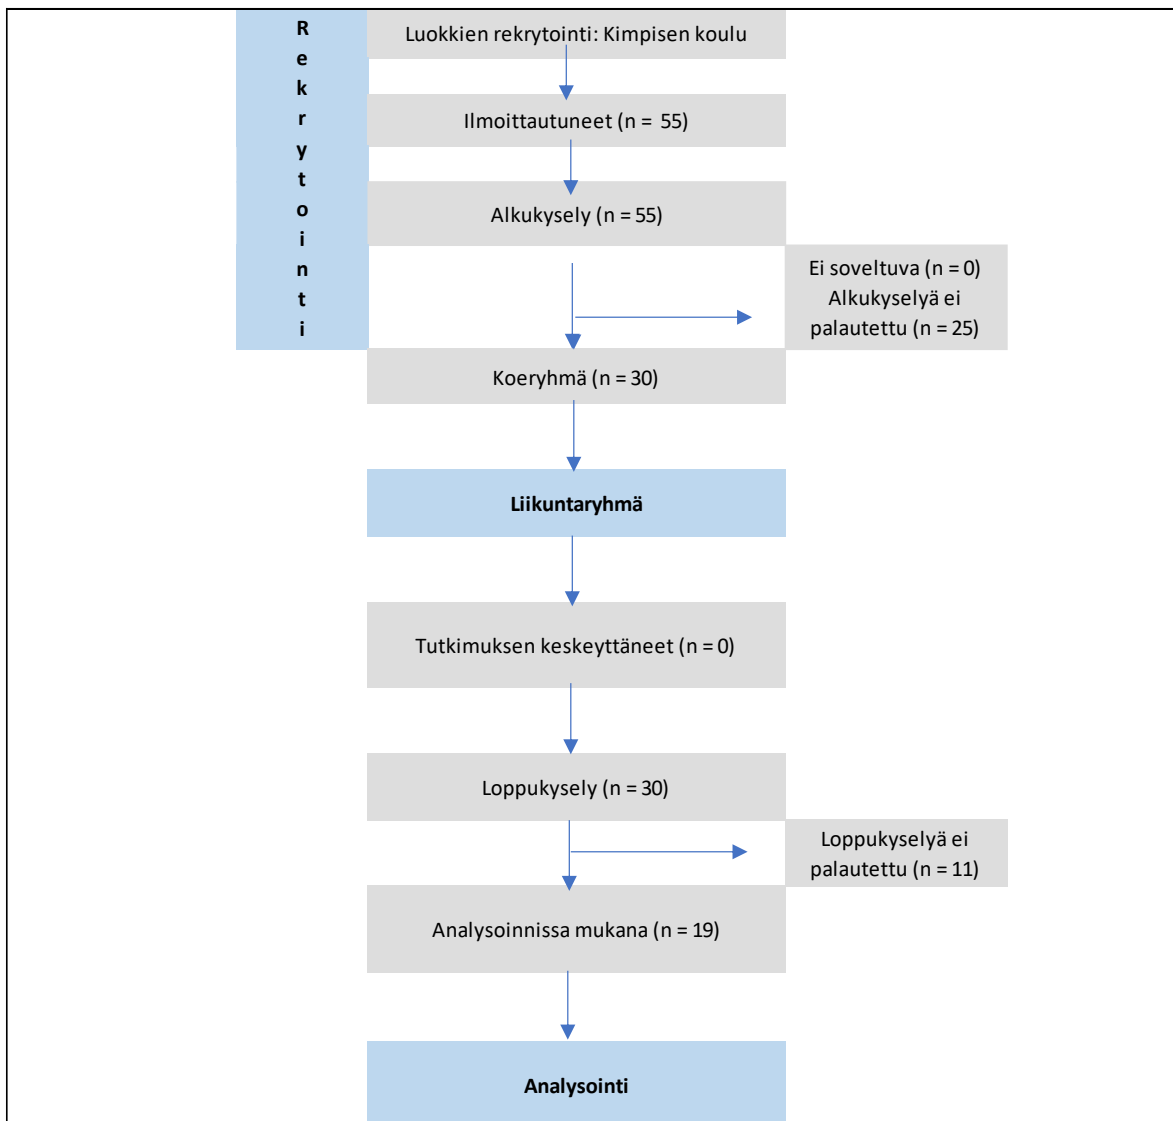 R
e
k
r
y
t
o
i
n
t
i
Luokkien rekrytointi: Kimpisen koulu
Ilmoittautuneet (n = 55)
Alkukysely (n = 55)
Ei soveltuva (n = 0)
Alkukyselyä ei
palautettu (n = 25)
Koeryhmä (n = 30)
Liikuntaryhmä
Tutkimuksen keskeyttäneet (n = 0)
Loppukysely (n = 30)
Loppukyselyä ei
palautettu (n = 11)
Analysoinnissa mukana (n = 19)
Analysointi